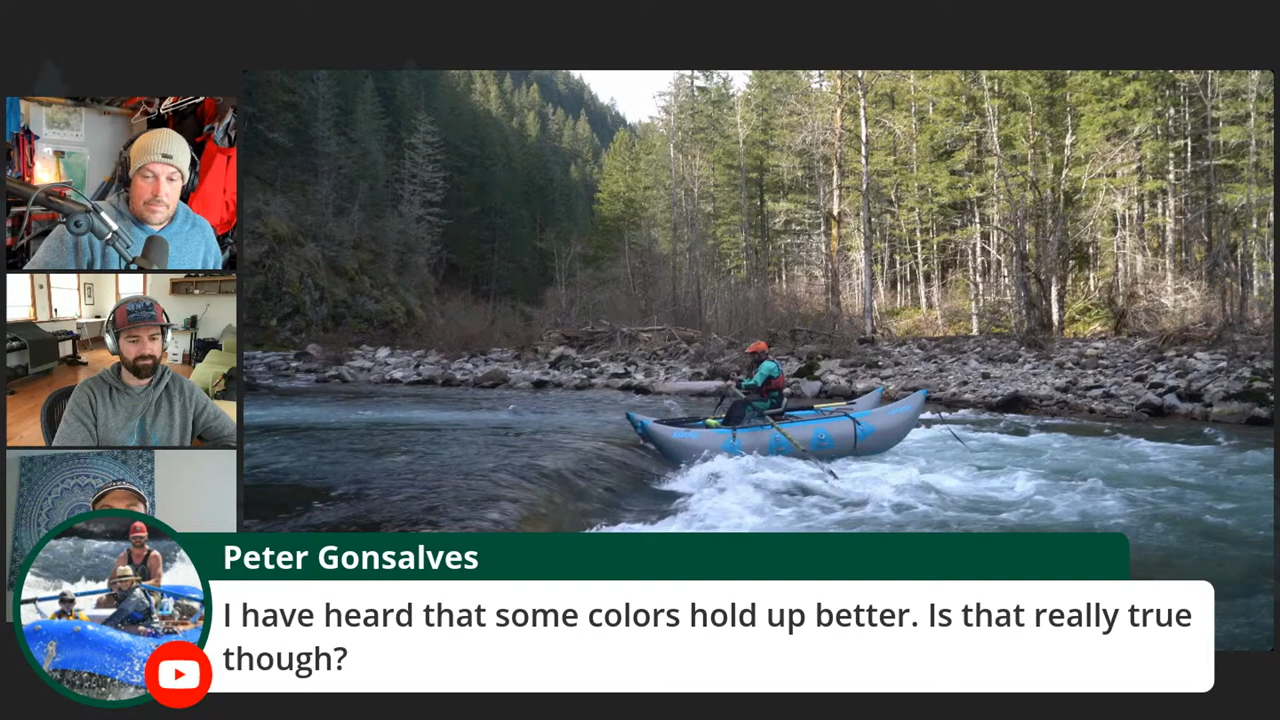 Peter Gonsalves
I have heard that some colors hold up better. Is that really true
though?